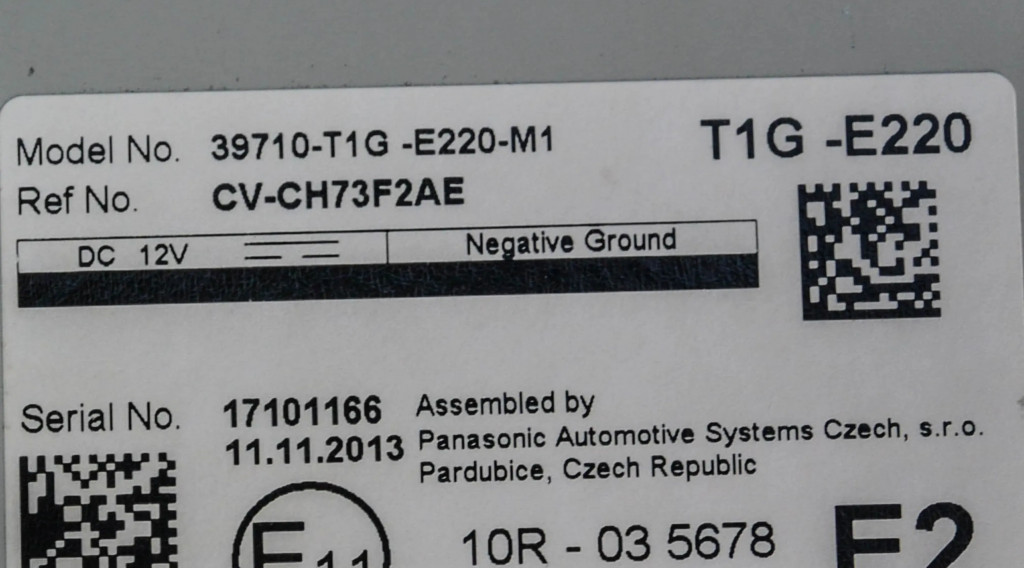 Model No. 39710-T1G -E220-M1
T1G -E220
Ref No. CV-CH73F2AE
DC 12V
Negative Ground
Serial No. 17101166
11.11.2013
Assembled by
Panasonic Automotive Systems Czech, s.r.o.
Pardubice, Czech Republic
E11
10R - 03 5678
E2